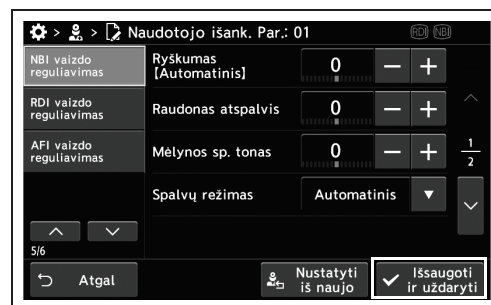 > > Naudotojo išank. Par.: 01 RDI NBI
NBI vaizdo
reguliavimas
RDI vaizdo
reguliavimas
AFI vaizdo
reguliavimas
5/6
Ryškumas
[Automatinis]
0 − +
Raudonas atspalvis
0 − +
Mėlynos sp. tonas
0 − +
Spalvų režimas
Automatinis
1
2
Atgal
Nustatyti
iš naujo
Išsaugoti
ir uždaryti